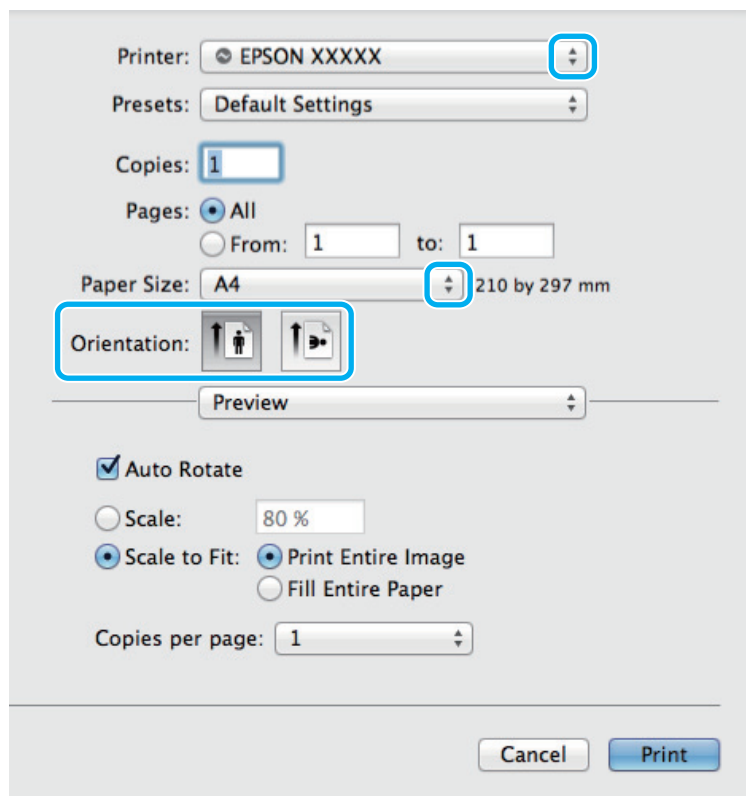 Printer: EPSON XXXXX
Presets: Default Settings
Copies: 1
Pages: All
From: 1 to: 1
Paper Size: A4 210 by 297 mm
Orientation:
Preview
Auto Rotate
Scale: 80 %
Scale to Fit: Print Entire Image
Fill Entire Paper
Copies per page: 1
Cancel Print